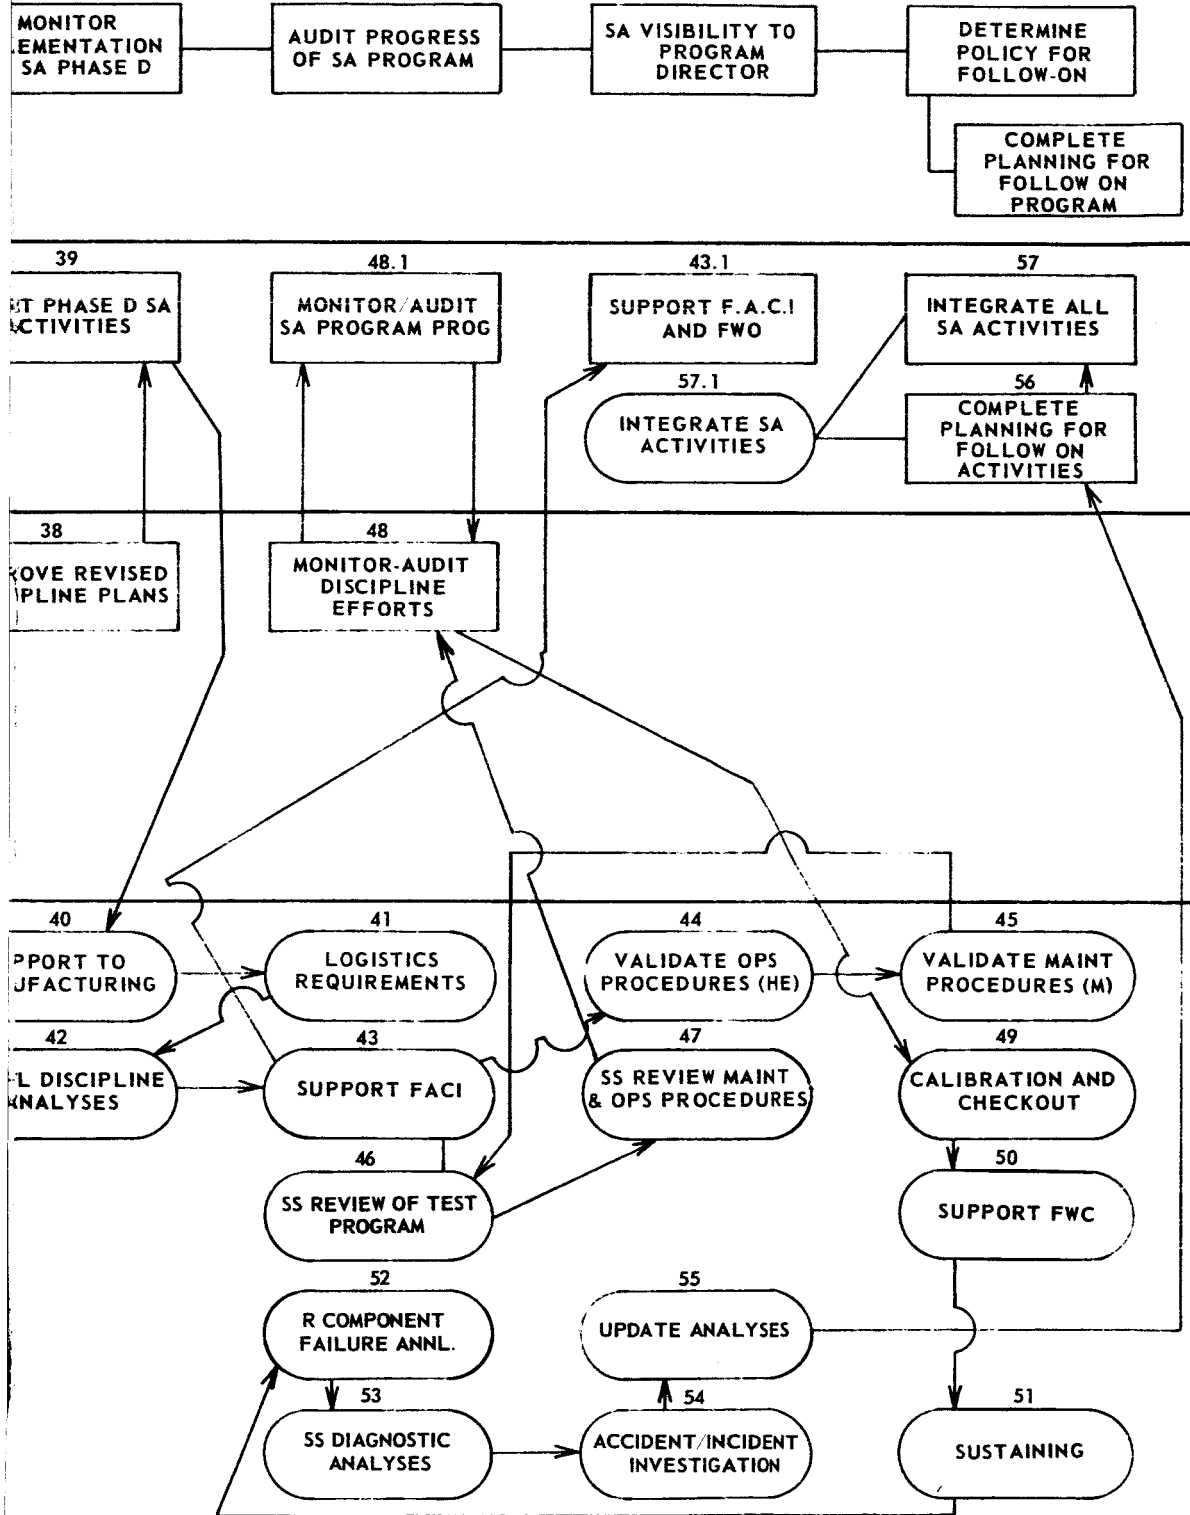 MONITOR
EMENTATION
SA PHASE D
AUDIT PROGRESS
OF SA PROGRAM
SA VISIBILITY TO
PROGRAM
DIRECTOR
DETERMINE
POLICY FOR
FOLLOW-ON
COMPLETE
PLANNING FOR
FOLLOW ON
PROGRAM
39
T PHASE D SA
CTIVITIES
48.1
MONITOR/AUDIT
SA PROGRAM PROG
43.1
SUPPORT F.A.C.I
AND FWO
57
INTEGRATE ALL
SA ACTIVITIES
57.1
INTEGRATE SA
ACTIVITIES
56
COMPLETE
PLANNING FOR
FOLLOW ON
ACTIVITIES
38
OVE REVISED
PLINE PLANS
48
MONITOR-AUDIT
DISCIPLINE
EFFORTS
40
PPORT TO
UFACTURING
41
LOGISTICS
REQUIREMENTS
44
VALIDATE OPS
PROCEDURES (HE)
45
VALIDATE MAINT
PROCEDURES (M)
42
L DISCIPLINE
NALYSES
43
SUPPORT FACI
47
SS REVIEW MAINT
& OPS PROCEDURES
49
CALIBRATION AND
CHECKOUT
46
SS REVIEW OF TEST
PROGRAM
50
SUPPORT FWC
52
R COMPONENT
FAILURE ANNL.
55
UPDATE ANALYSES
53
SS DIAGNOSTIC
ANALYSES
54
ACCIDENT/INCIDENT
INVESTIGATION
51
SUSTAINING